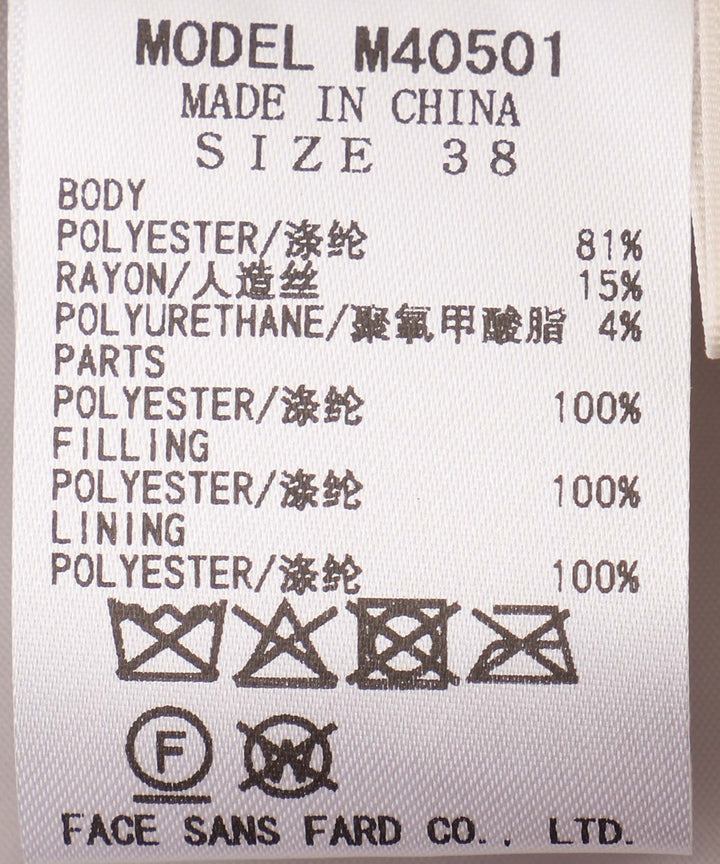 MODEL M40501
MADE IN CHINA
SIZE 38
BODY
POLYESTER/涤纶 81%
RAYON/人造丝 15%
POLYURETHANE/聚氨甲酸脂 4%
PARTS
POLYESTER/涤纶 100%
FILLING
POLYESTER/涤纶 100%
LINING
POLYESTER/涤纶 100%
F W
FACE SANS FARD CO., LTD.